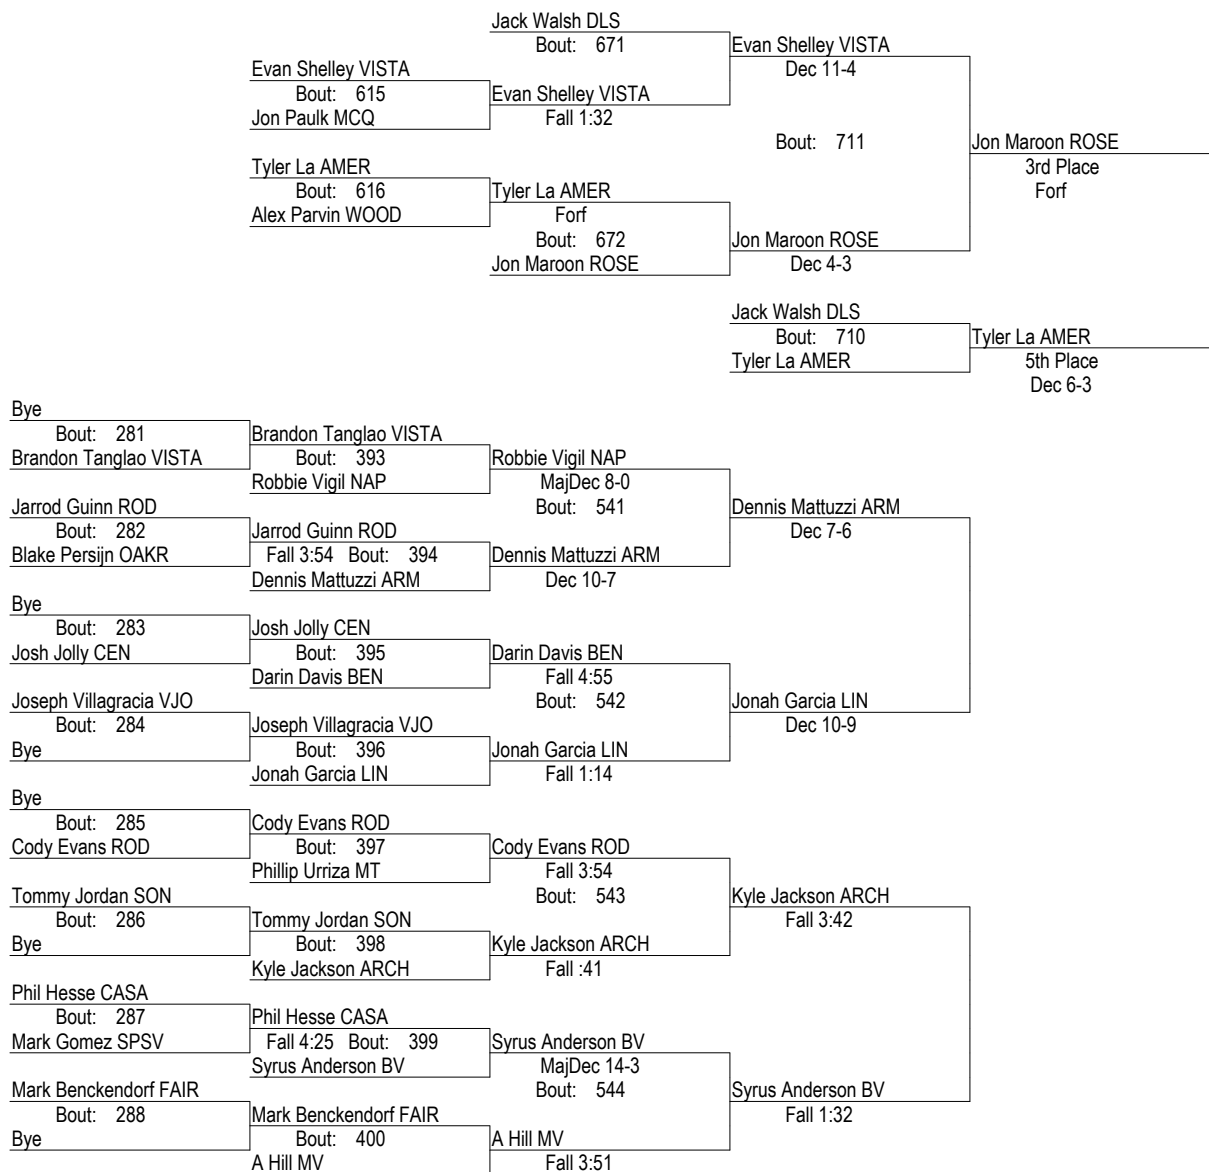 Jack Walsh DLS
Bout: 671
Evan Shelley VISTA
Evan Shelley VISTA
Dec 11-4
Bout: 615
Evan Shelley VISTA
Jon Paulk MCQ
Fall 1:32
Bout: 711
Jon Maroon ROSE
Tyler La AMER
3rd Place
Bout: 616
Tyler La AMER
Forf
Alex Parvin WOOD
Forf
Bout: 672
Jon Maroon ROSE
Jon Maroon ROSE
Dec 4-3
Jack Walsh DLS
Bout: 710
Tyler La AMER
Tyler La AMER
5th Place
Dec 6-3
Bye
Bout: 281
Brandon Tanglao VISTA
Brandon Tanglao VISTA
Bout: 393
Robbie Vigil NAP
Robbie Vigil NAP
MajDec 8-0
Jarrod Guinn ROD
Bout: 541
Dennis Mattuzzi ARM
Bout: 282
Jarrod Guinn ROD
Dec 7-6
Blake Persijn OAKR
Fall 3:54 Bout: 394
Dennis Mattuzzi ARM
Dennis Mattuzzi ARM
Dec 10-7
Bye
Bout: 283
Josh Jolly CEN
Josh Jolly CEN
Bout: 395
Darin Davis BEN
Darin Davis BEN
Fall 4:55
Joseph Villagracia VJO
Bout: 542
Jonah Garcia LIN
Bout: 284
Joseph Villagracia VJO
Dec 10-9
Bye
Bout: 396
Jonah Garcia LIN
Jonah Garcia LIN
Fall 1:14
Bye
Bout: 285
Cody Evans ROD
Cody Evans ROD
Bout: 397
Cody Evans ROD
Phillip Urriza MT
Fall 3:54
Tommy Jordan SON
Bout: 543
Kyle Jackson ARCH
Bout: 286
Tommy Jordan SON
Fall 3:42
Bye
Bout: 398
Kyle Jackson ARCH
Kyle Jackson ARCH
Fall :41
Phil Hesse CASA
Bout: 287
Phil Hesse CASA
Mark Gomez SPSV
Fall 4:25 Bout: 399
Syrus Anderson BV
Syrus Anderson BV
MajDec 14-3
Mark Benckendorf FAIR
Bout: 544
Syrus Anderson BV
Bout: 288
Mark Benckendorf FAIR
Fall 1:32
Bye
Bout: 400
A Hill MV
A Hill MV
Fall 3:51